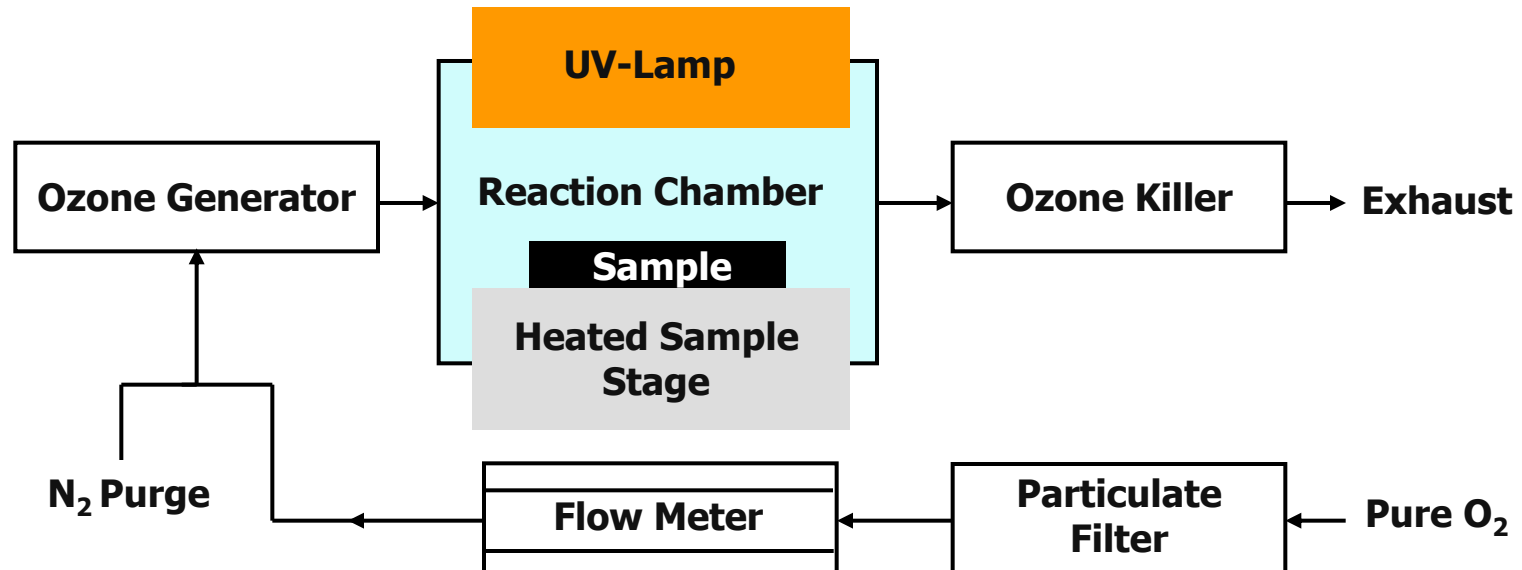 UV-Lamp
Ozone Generator
Reaction Chamber
Ozone Killer
Exhaust
Sample
Heated Sample
Stage
N₂ Purge
Flow Meter
Particulate
Filter
Pure O₂